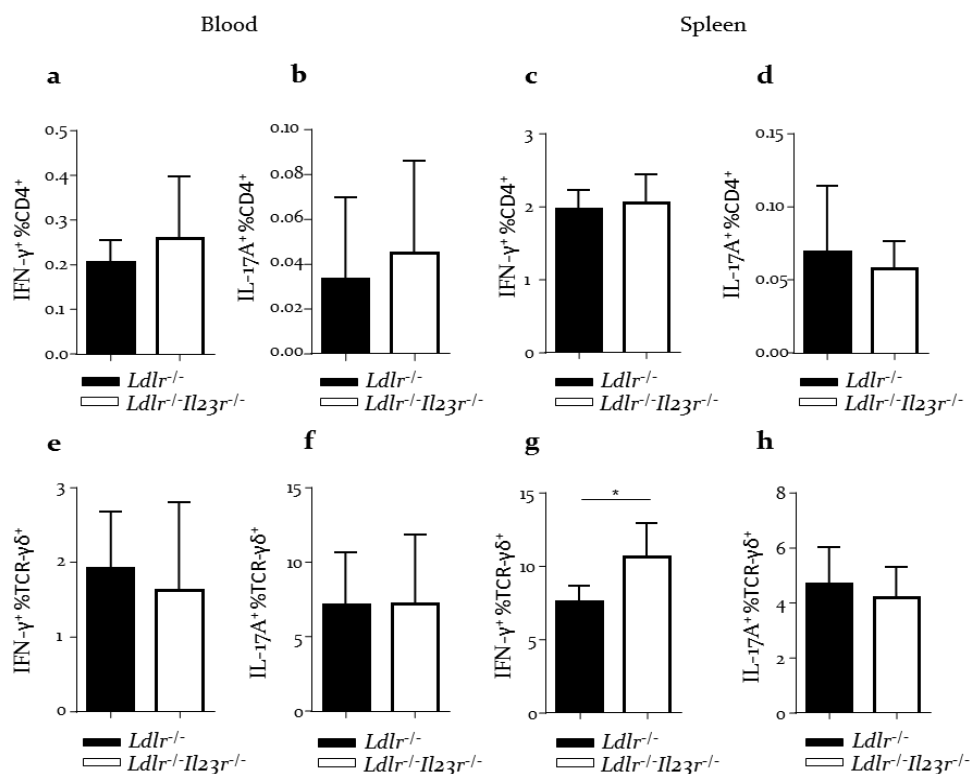 Blood
Spleen
a
b
c
d
IFN-γ⁺ %CD4⁺
0.5
0.4
0.3
0.2
0.1
0.0
IL-17A⁺ %CD4⁺
0.10
0.08
0.06
0.04
0.02
0.00
IFN-γ⁺ %CD4⁺
3
2
1
0
IL-17A⁺ %CD4⁺
0.15
0.10
0.05
0.00
Ldlr⁻/⁻
Ldlr⁻/⁻Il23r⁻/⁻
Ldlr⁻/⁻
Ldlr⁻/⁻Il23r⁻/⁻
Ldlr⁻/⁻
Ldlr⁻/⁻Il23r⁻/⁻
Ldlr⁻/⁻
Ldlr⁻/⁻Il23r⁻/⁻
e
f
g
h
IFN-γ⁺ %TCR-γδ⁺
3
2
1
0
IL-17A⁺ %TCR-γδ⁺
15
10
5
0
IFN-γ⁺ %TCR-γδ⁺
15
10
5
0
*
IL-17A⁺ %TCR-γδ⁺
8
6
4
2
0
Ldlr⁻/⁻
Ldlr⁻/⁻Il23r⁻/⁻
Ldlr⁻/⁻
Ldlr⁻/⁻Il23r⁻/⁻
Ldlr⁻/⁻
Ldlr⁻/⁻Il23r⁻/⁻
Ldlr⁻/⁻
Ldlr⁻/⁻Il23r⁻/⁻